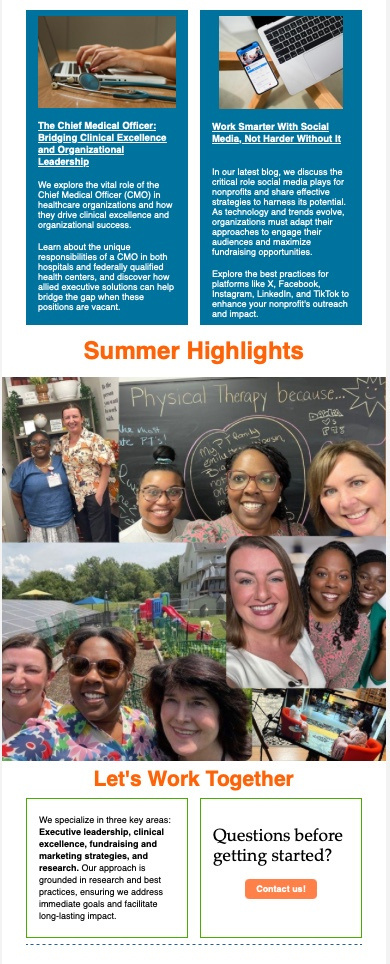 The Chief Medical Officer:
Bridging Clinical Excellence
and Organizational
Leadership
We explore the vital role of the
Chief Medical Officer (CMO) in
healthcare organizations and how
they drive clinical excellence and
organizational success.
Learn about the unique
responsibilities of a CMO in both
hospitals and federally qualified
health centers, and discover how
allied executive solutions can help
bridge the gap when these
positions are vacant.
Work Smarter With Social
Media, Not Harder Without It
In our latest blog, we discuss the
critical role social media plays for
nonprofits and share effective
strategies to harness its potential.
As technology and trends evolve,
organizations must adapt their
approaches to engage their
audiences and maximize
fundraising opportunities.
Explore the best practices for
platforms like X, Facebook,
Instagram, LinkedIn, and TikTok to
enhance your nonprofit's outreach
and impact.
Summer Highlights
Physical Therapy because...
Let's Work Together
We specialize in three key areas:
Executive leadership, clinical
excellence, fundraising and
marketing strategies, and
research. Our approach is
grounded in research and best
practices, ensuring we address
immediate goals and facilitate
long-lasting impact.
Questions before
getting started?
Contact us!